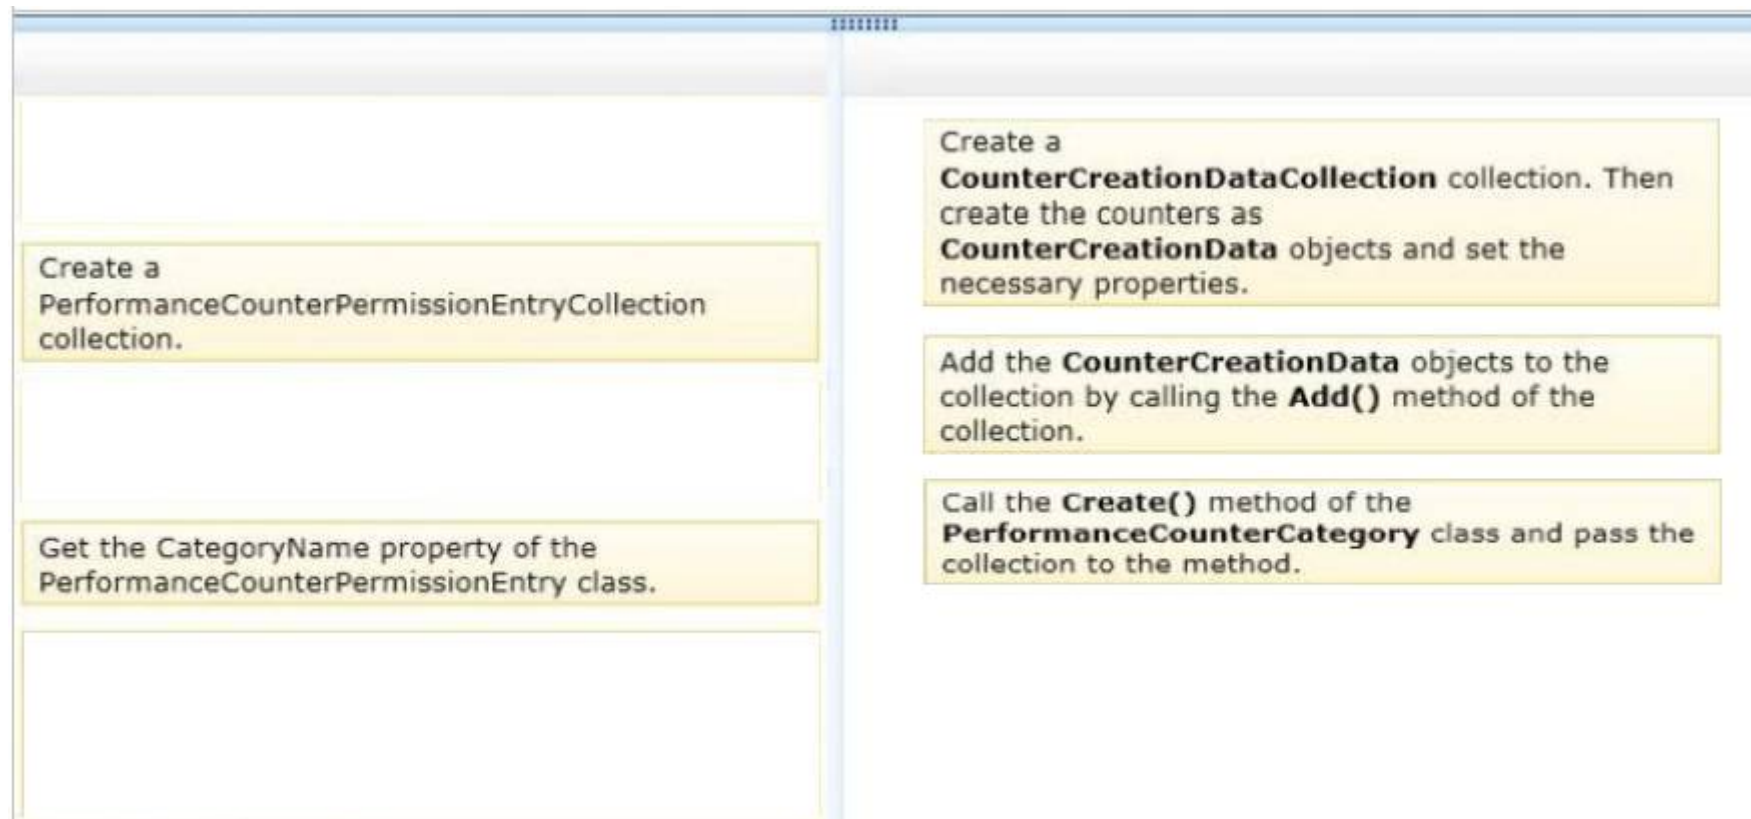 Create a
PerformanceCounterPermissionEntryCollection
collection.
Get the CategoryName property of the
PerformanceCounterPermissionEntry class.
Create a
CounterCreationDataCollection collection. Then
create the counters as
CounterCreationData objects and set the
necessary properties.
Add the CounterCreationData objects to the
collection by calling the Add() method of the
collection.
Call the Create() method of the
PerformanceCounterCategory class and pass the
collection to the method.